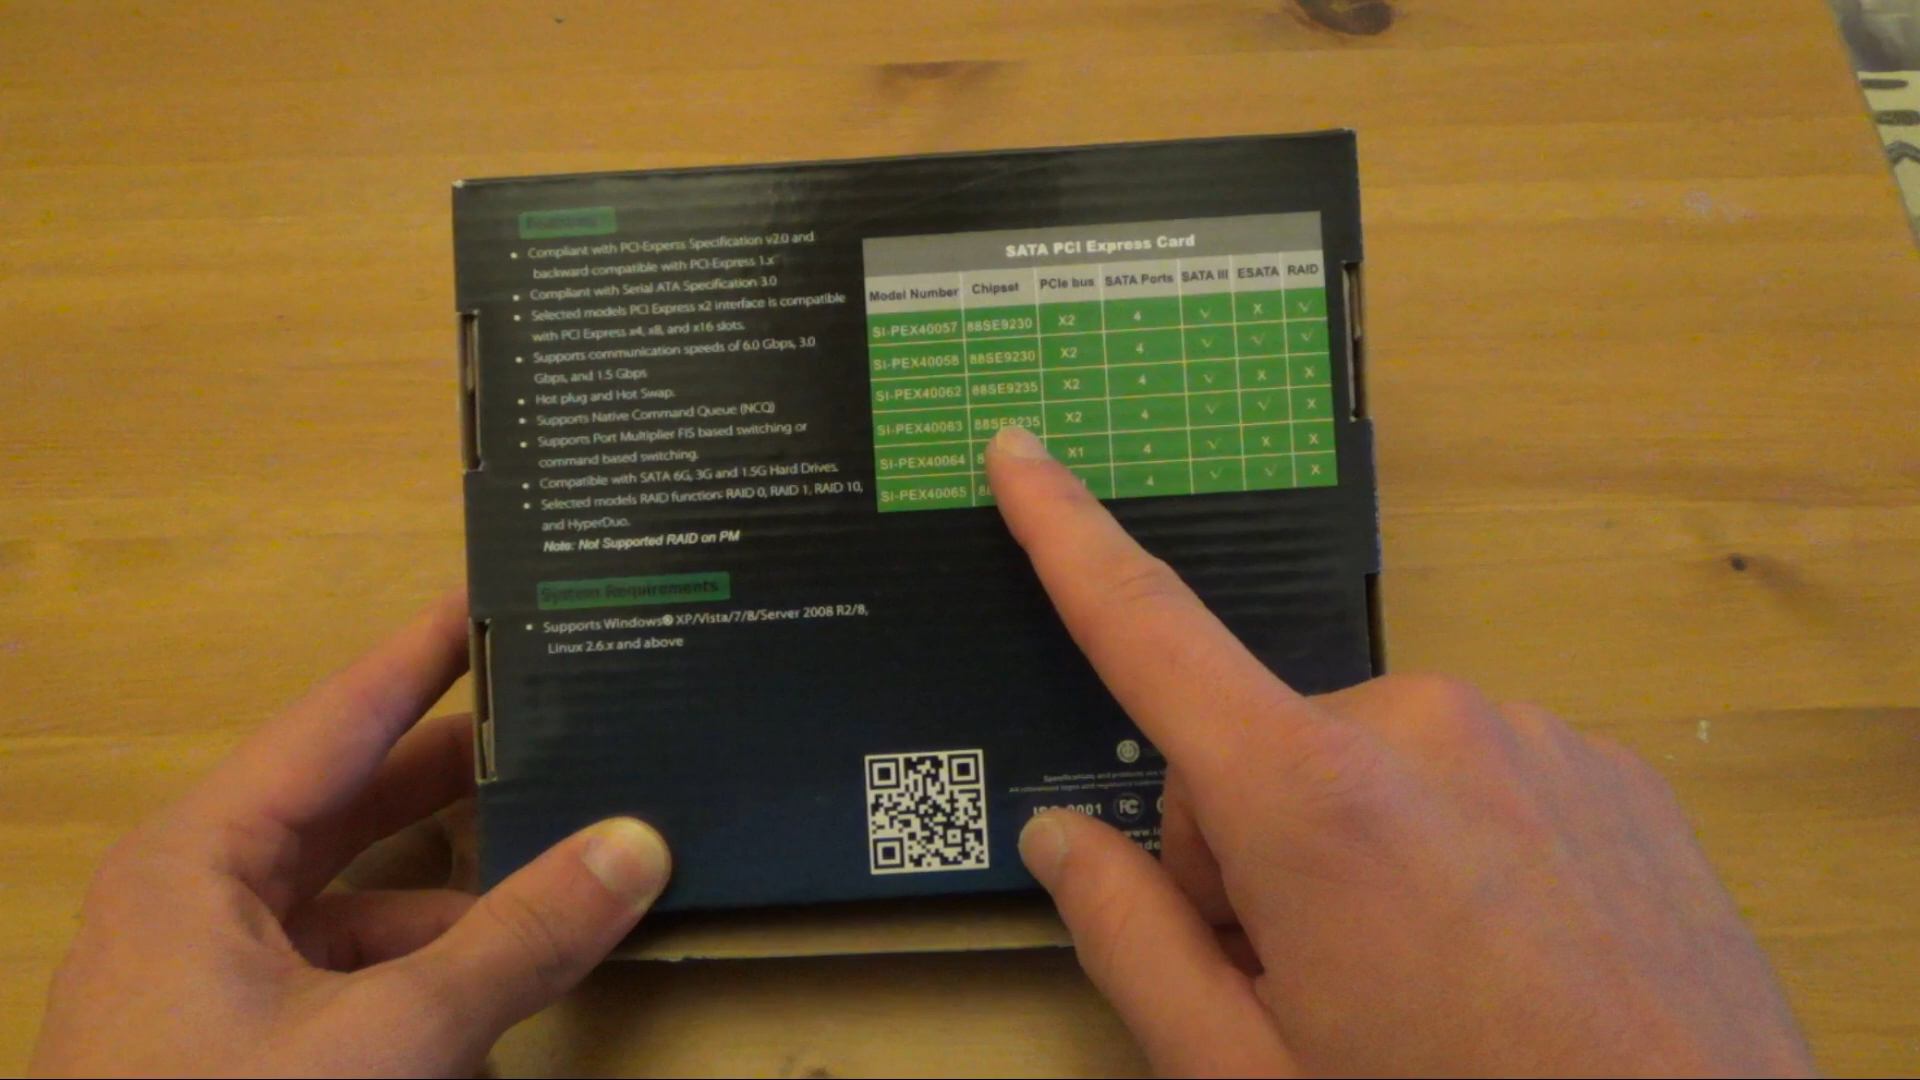 Features
• Compliant with PCI-Experss Specification v2.0 and
backward compatible with PCI-Express 1.x
• Compliant with Serial ATA Specification 3.0
• Selected models PCI Express x2 interface is compatible
with PCI Express x4, x8, and x16 slots.
• Supports communication speeds of 6.0 Gbps, 3.0
Gbps, and 1.5 Gbps
• Hot plug and Hot Swap.
• Supports Native Command Queue (NCQ)
• Supports Port Multiplier FIS based switching or
command based switching.
• Compatible with SATA 6G, 3G and 1.5G Hard Drives.
• Selected models RAID function: RAID 0, RAID 1, RAID 10,
and HyperDuo.
Note: Not Supported RAID on PM
System Requirements
• Supports Windows® XP/Vista/7/8/Server 2008 R2/8,
Linux 2.6.x and above
SATA PCI Express Card
Model Number Chipset PCIe bus SATA Ports SATA III ESATA RAID
SI-PEX40057 88SE9230 X2 4 √ X √
SI-PEX40058 88SE9230 X2 4 √ √ √
SI-PEX40062 88SE9235 X2 4 √ X X
SI-PEX40063 88SE9235 X2 4 √ √ X
SI-PEX40064 8 X1 4 √ X X
SI-PEX40065 4 √ √ X
Specifications and products are
FC
www.